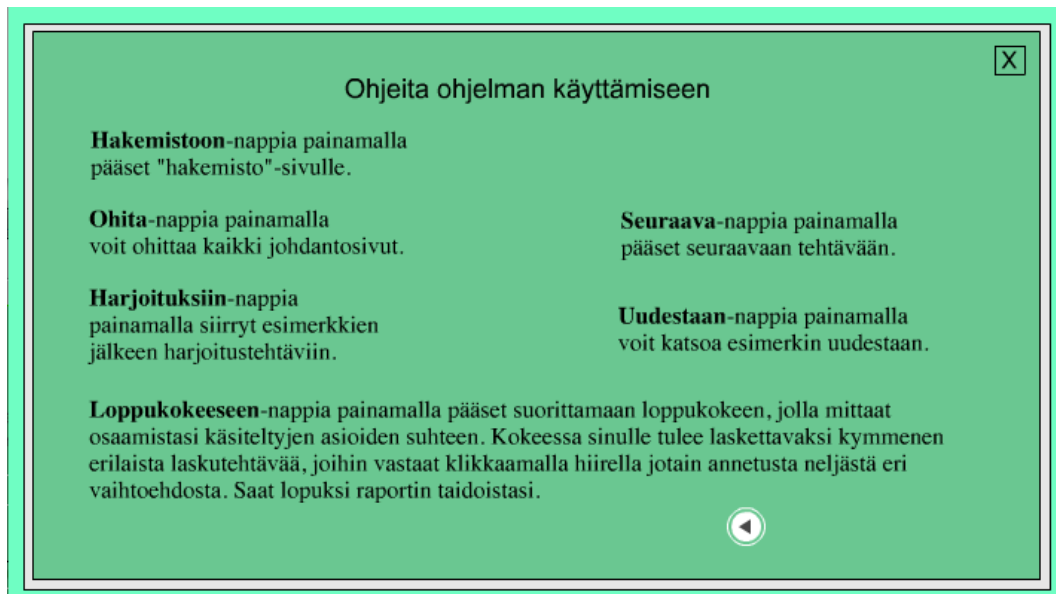 X
Ohjeita ohjelman käyttämiseen
Hakemistoon-nappia painamalla
pääset "hakemisto"-sivulle.
Ohita-nappia painamalla
voit ohittaa kaikki johdantosivut.
Harjoituksiin-nappia
painamalla siirryt esimerkkien
jälkeen harjoitustehtäviin.
Seuraava-nappia painamalla
pääset seuraavaan tehtävään.
Uudestaan-nappia painamalla
voit katsoa esimerkin uudestaan.
Loppukokeeseen-nappia painamalla pääset suorittamaan loppukokeen, jolla mittaat
osaamistasi käsiteltyjen asioiden suhteen. Kokeessa sinulle tulee laskettavaksi kymmenen
erilaista laskutehtävää, joihin vastaat klikkaamalla hiirella jotain annetusta neljästä eri
vaihtoehdosta. Saat lopuksi raportin taidoistasi.